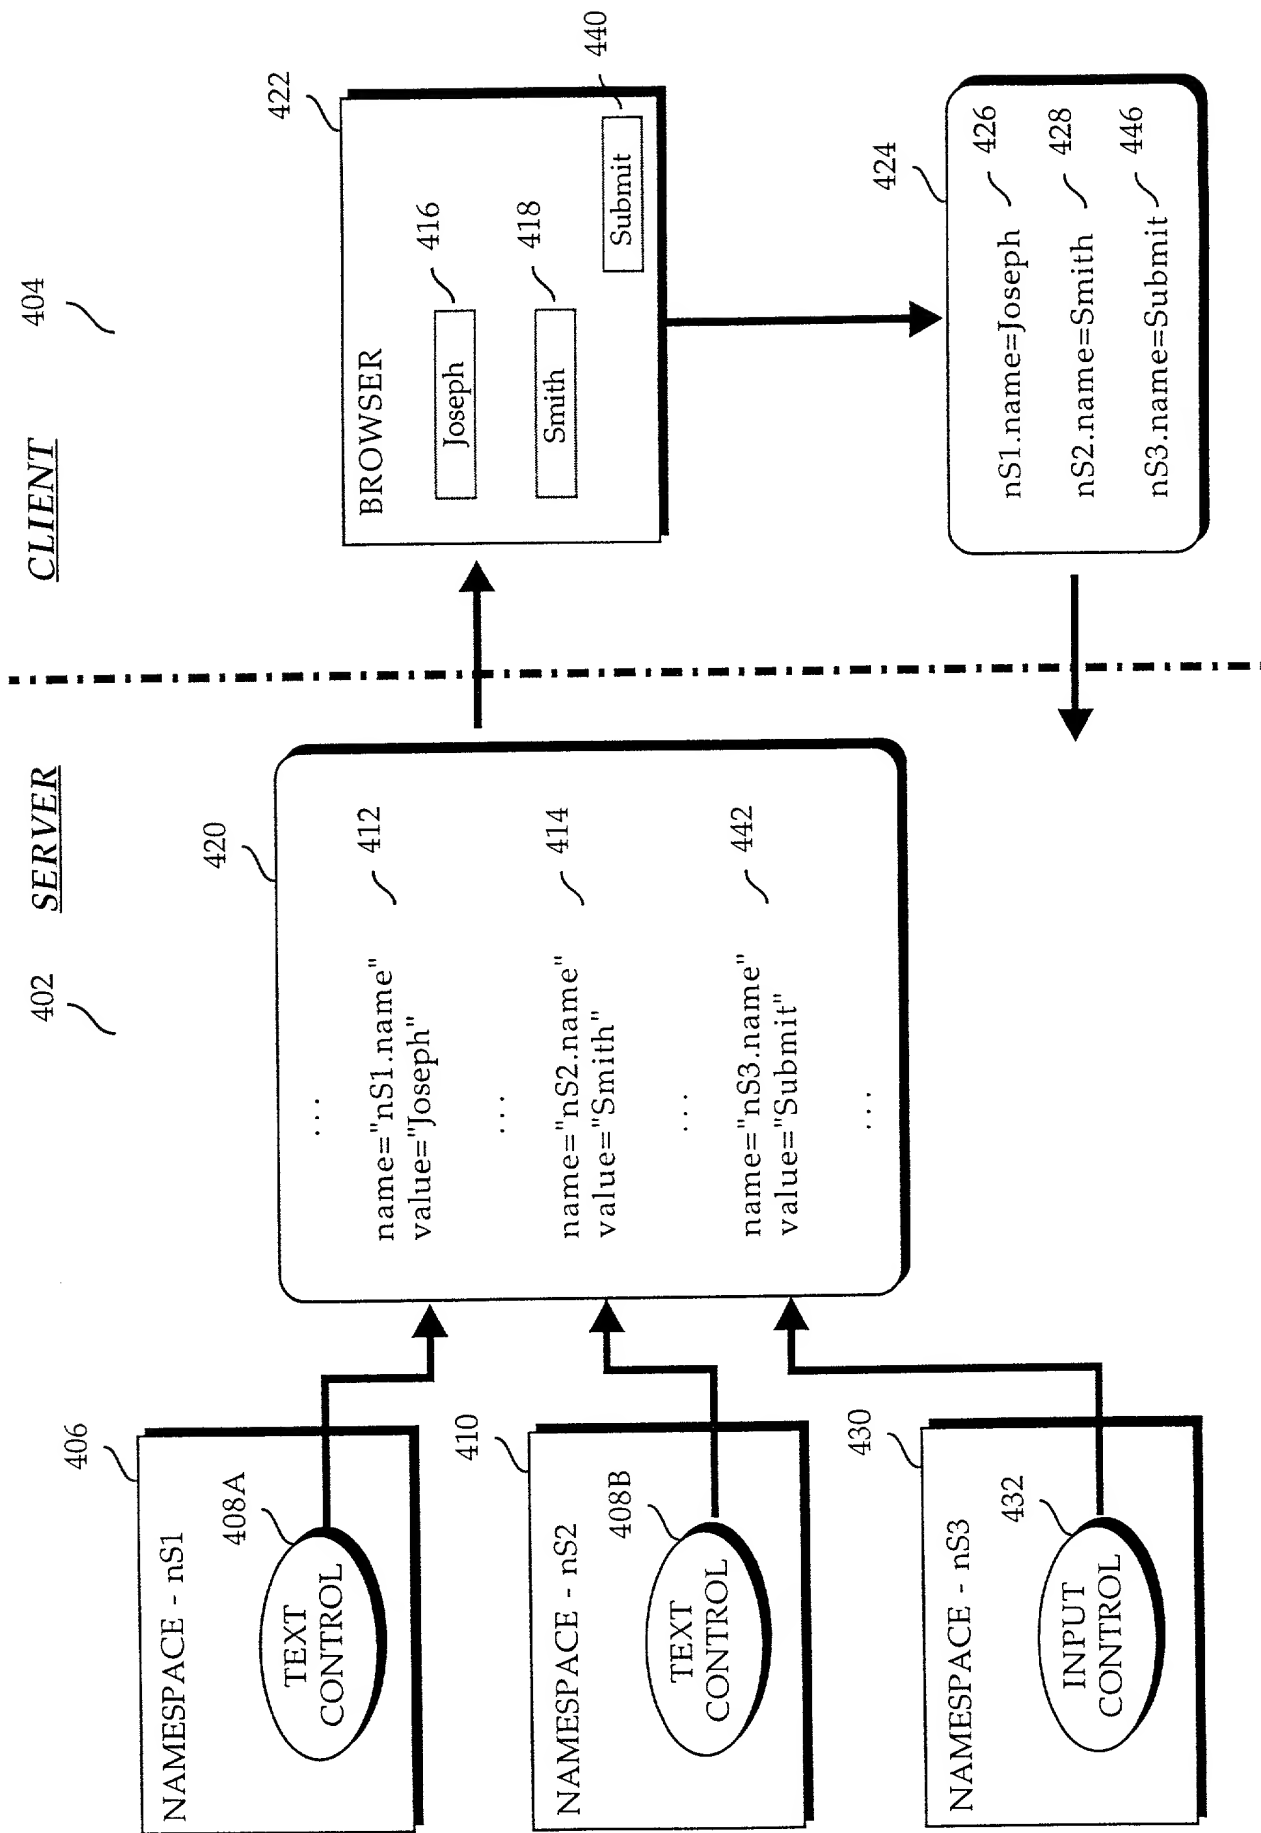 402
SERVER
CLIENT
404
406
NAMESPACE - nS1
408A
TEXT
CONTROL
410
NAMESPACE - nS2
408B
TEXT
CONTROL
430
NAMESPACE - nS3
432
INPUT
CONTROL
420
...
name="nS1.name"
value="Joseph"
412
...
name="nS2.name"
value="Smith"
414
...
name="nS3.name"
value="Submit"
442
...
422
BROWSER
Joseph
416
Smith
418
Submit
440
424
nS1.name=Joseph
426
nS2.name=Smith
428
nS3.name=Submit
446